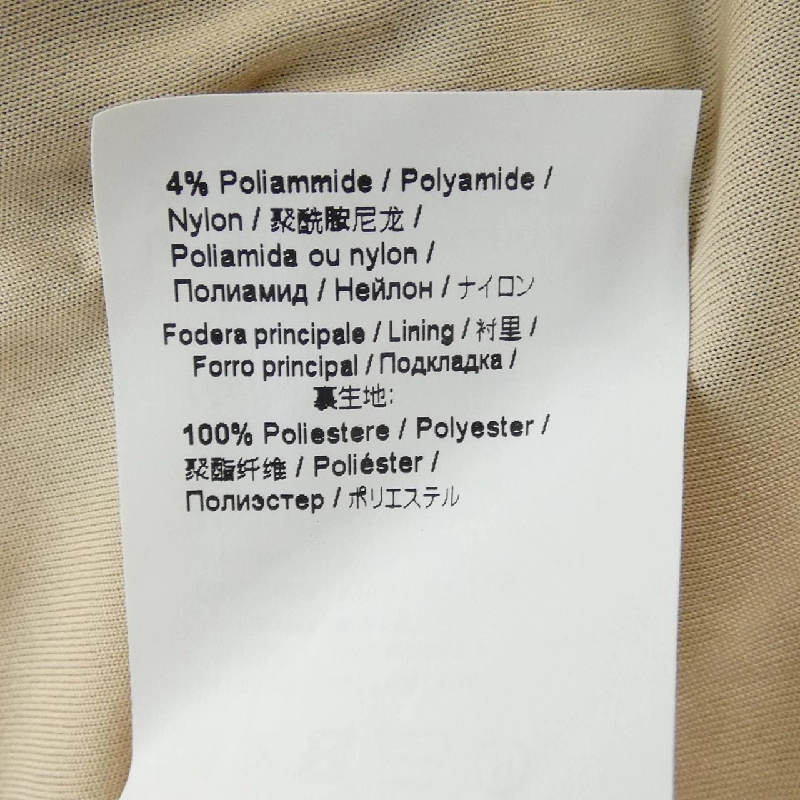 4% Poliammide / Polyamide /
Nylon / 聚酰胺尼龙 /
Poliamida ou nylon /
Полиамид / Нейлон / ナイロン
Fodera principale / Lining / 衬里 /
Forro principal / Подкладка /
裏生地:
100% Poliestere / Polyester /
聚酯纤维 / Poliéster /
Полиэстер / ポリエステル